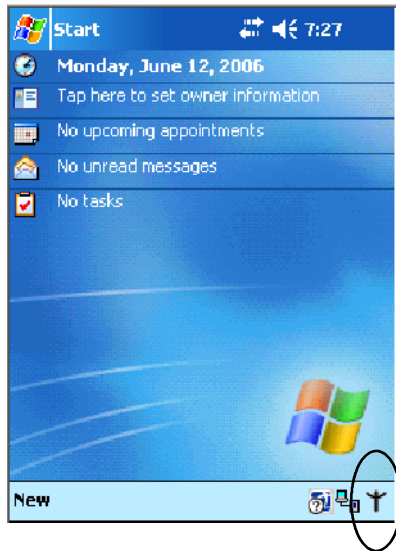 Start 7:27
Monday, June 12, 2006
Tap here to set owner information
No upcoming appointments
No unread messages
No tasks
New